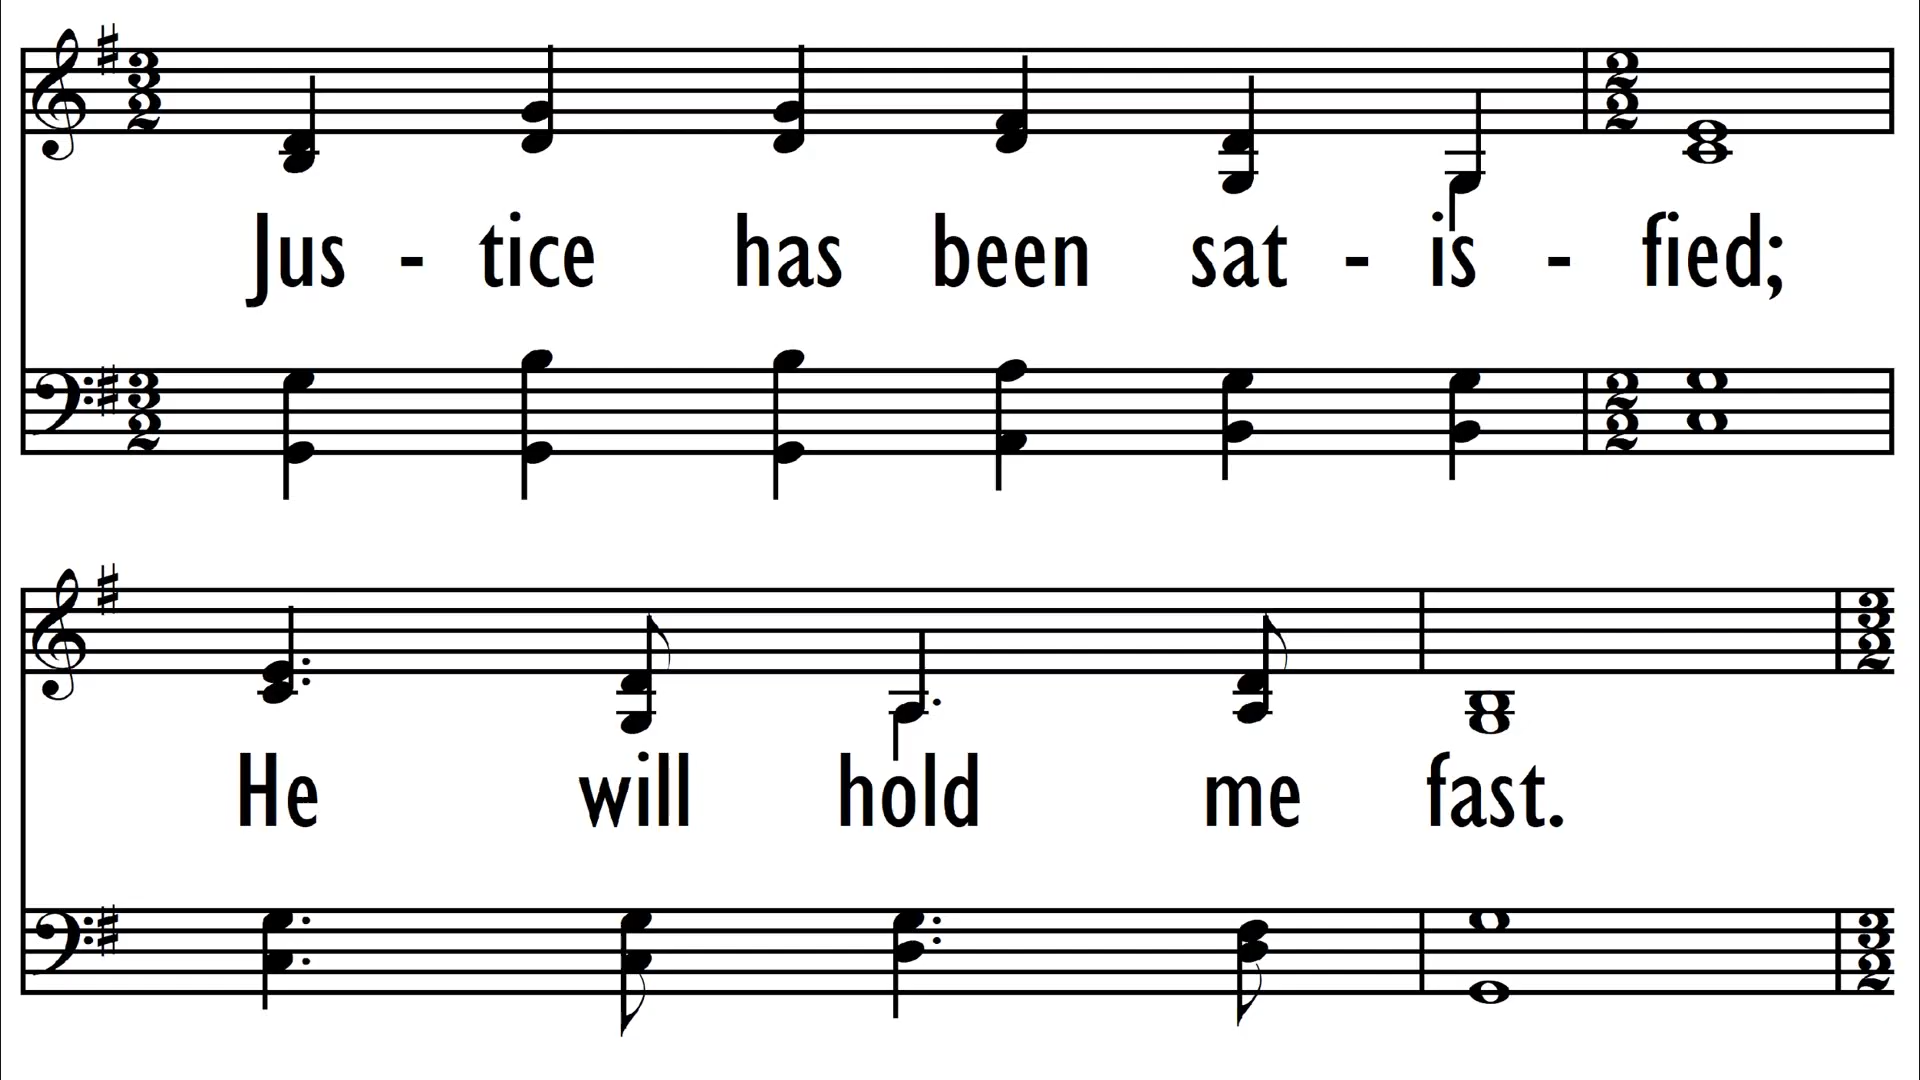 Jus - tice has been sat - is - fied;
He will hold me fast.